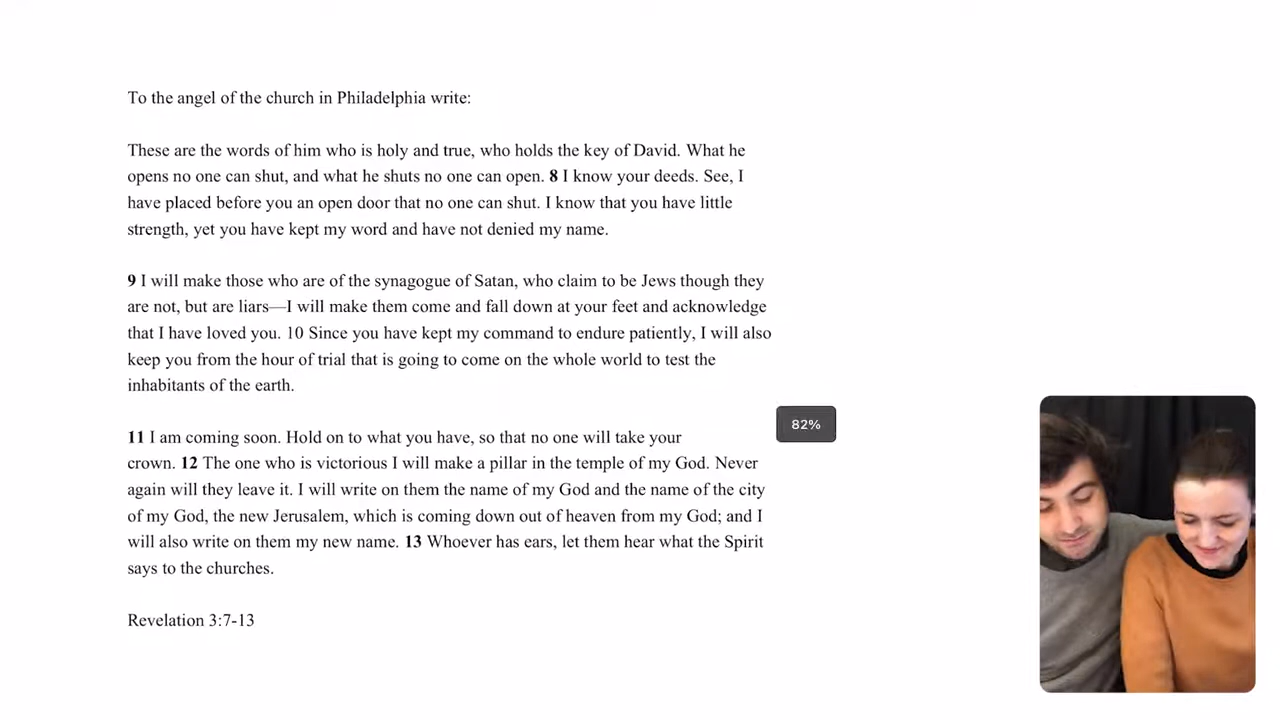 To the angel of the church in Philadelphia write:
These are the words of him who is holy and true, who holds the key of David. What he
opens no one can shut, and what he shuts no one can open. 8 I know your deeds. See, I
have placed before you an open door that no one can shut. I know that you have little
strength, yet you have kept my word and have not denied my name.
9 I will make those who are of the synagogue of Satan, who claim to be Jews though they
are not, but are liars—I will make them come and fall down at your feet and acknowledge
that I have loved you. 10 Since you have kept my command to endure patiently, I will also
keep you from the hour of trial that is going to come on the whole world to test the
inhabitants of the earth.
11 I am coming soon. Hold on to what you have, so that no one will take your
crown. 12 The one who is victorious I will make a pillar in the temple of my God. Never
again will they leave it. I will write on them the name of my God and the name of the city
of my God, the new Jerusalem, which is coming down out of heaven from my God; and I
will also write on them my new name. 13 Whoever has ears, let them hear what the Spirit
says to the churches.
Revelation 3:7-13
82%